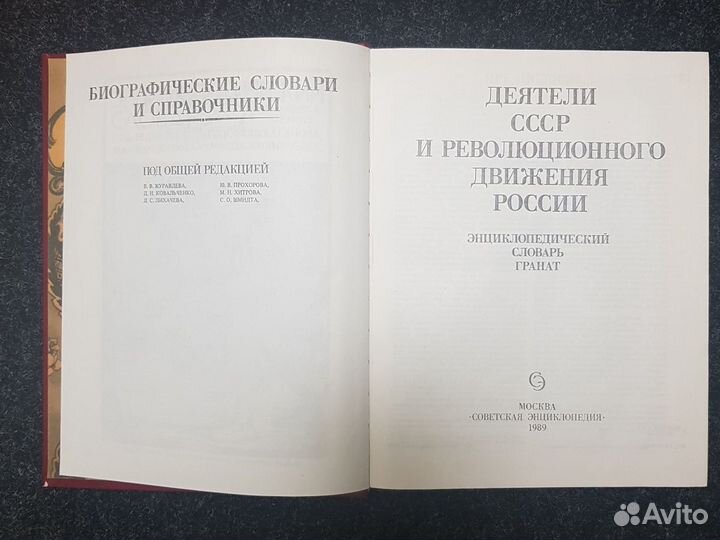 БИОГРАФИЧЕСКИЕ СЛОВАРИ
И СПРАВОЧНИКИ
ПОД ОБЩЕЙ РЕДАКЦИЕЙ
В. В. ЖУРАВЛЕВА,
И. Д. КОВАЛЬЧЕНКО,
Д. С. ЛИХАЧЕВА,
Ю. В. ПРОХОРОВА,
М. Н. ХИТРОВА,
С. О. ШМИДТА,
ДЕЯТЕЛИ
СССР
И РЕВОЛЮЦИОННОГО
ДВИЖЕНИЯ
РОССИИ
ЭНЦИКЛОПЕДИЧЕСКИЙ
СЛОВАРЬ
ГРАНАТ
МОСКВА
«СОВЕТСКАЯ ЭНЦИКЛОПЕДИЯ»
1989
Avito